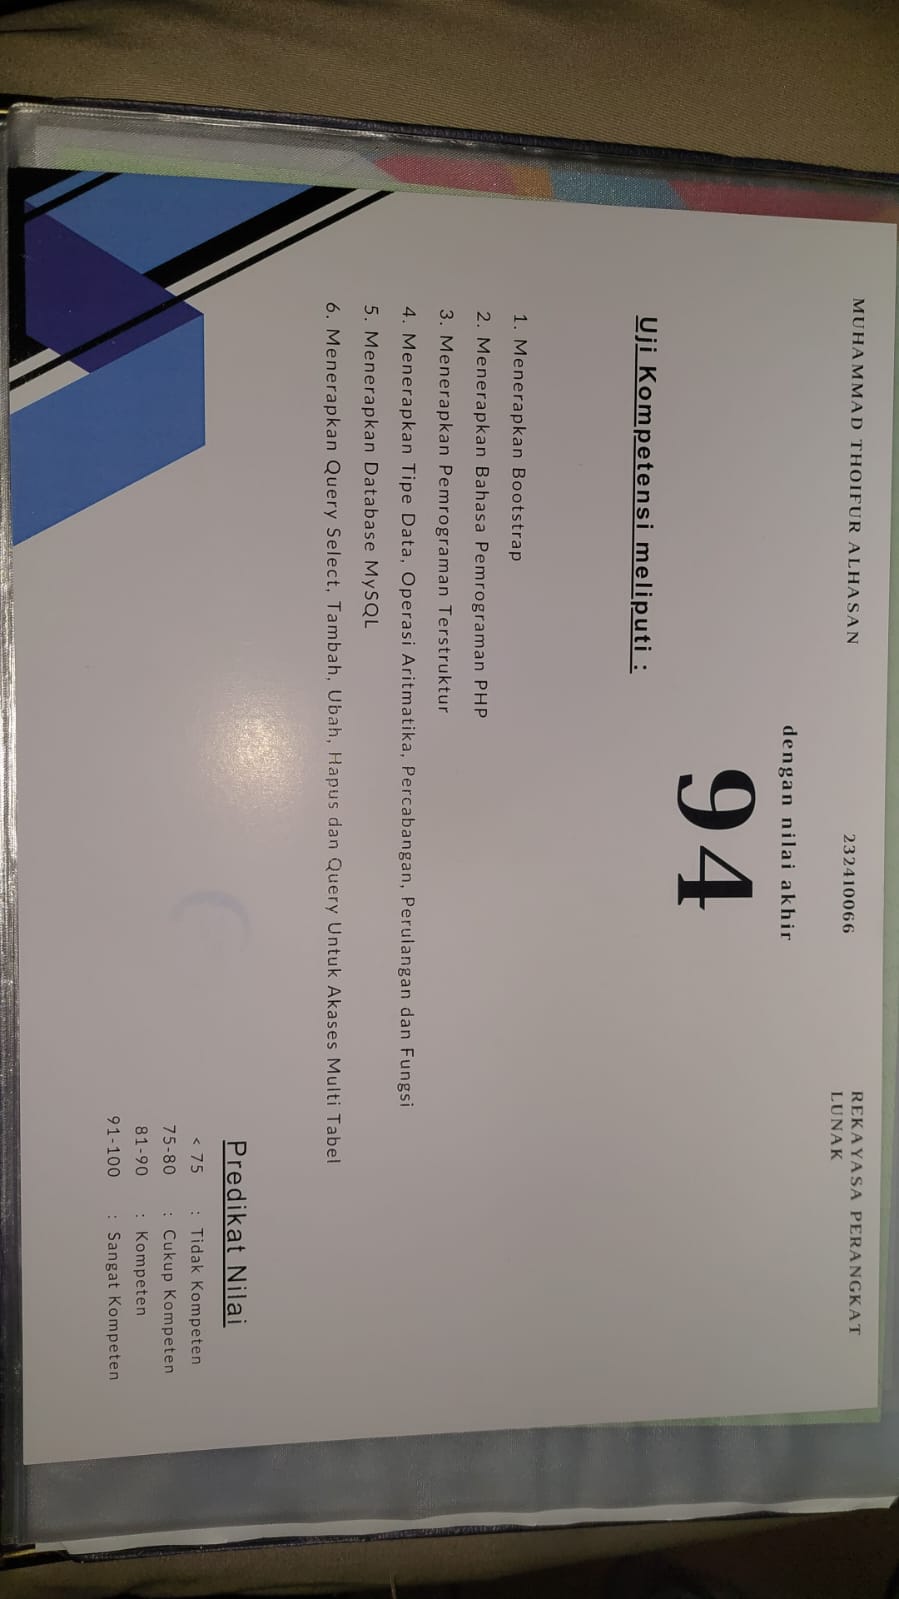 MUHAMMAD THOIFUR ALHASAN 232410066 REKAYASA PERANGKAT
LUNAK
dengan nilai akhir
94
Uji Kompetensi meliputi :
1. Menerapkan Bootstrap
2. Menerapkan Bahasa Pemrograman PHP
3. Menerapkan Pemrograman Terstruktur
4. Menerapkan Tipe Data, Operasi Aritmatika, Percabangan, Perulangan dan Fungsi
5. Menerapkan Database MySQL
6. Menerapkan Query Select, Tambah, Ubah, Hapus dan Query Untuk Akases Multi Tabel
Predikat Nilai
< 75 : Tidak Kompeten
75-80 : Cukup Kompeten
81-90 : Kompeten
91-100 : Sangat Kompeten